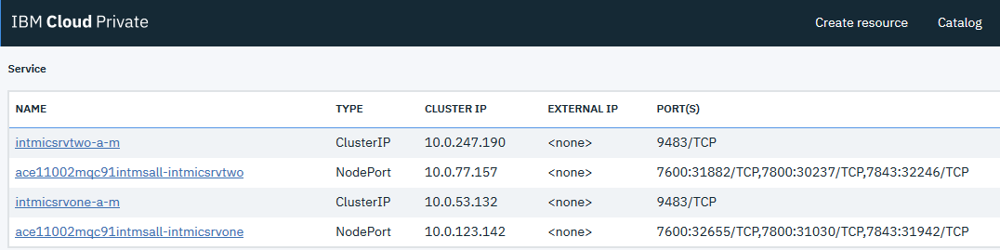 IBM Cloud Private Create resource Catalog
Service
NAME TYPE CLUSTER IP EXTERNAL IP PORT(S)
intmicsrvtwo-a-m ClusterIP 10.0.247.190 <none> 9483/TCP
ace11002mqc91intmsall-intmicsrvtwo NodePort 10.0.77.157 <none> 7600:31882/TCP,7800:30237/TCP,7843:32246/TCP
intmicsrvone-a-m ClusterIP 10.0.53.132 <none> 9483/TCP
ace11002mqc91intmsall-intmicsrvone NodePort 10.0.123.142 <none> 7600:32655/TCP,7800:31030/TCP,7843:31942/TCP